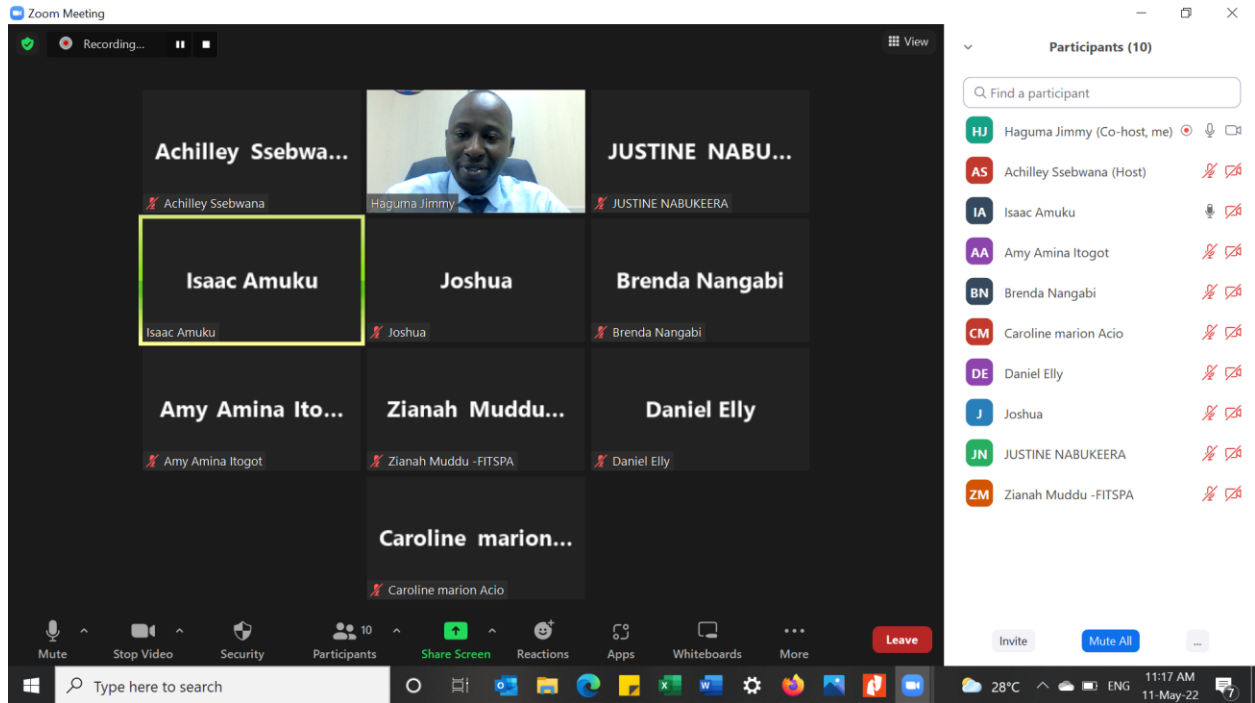 Zoom Meeting
Recording...
View
Achilley Ssebwa...
Achilley Ssebwana
Haguma Jimmy
JUSTINE NABU...
JUSTINE NABUKEERA
Isaac Amuku
Isaac Amuku
Joshua
Joshua
Brenda Nangabi
Brenda Nangabi
Amy Amina Ito...
Amy Amina Itogot
Zianah Muddu...
Zianah Muddu -FITSPA
Daniel Elly
Daniel Elly
Caroline marion...
Caroline marion Acio
Participants (10)
Find a participant
HJ Haguma Jimmy (Co-host, me)
AS Achilley Ssebwana (Host)
IA Isaac Amuku
AA Amy Amina Itogot
BN Brenda Nangabi
CM Caroline marion Acio
DE Daniel Elly
J Joshua
JN JUSTINE NABUKEERA
ZM Zianah Muddu -FITSPA
Invite
Mute All
...
Mute
Stop Video
Security
10
Participants
Share Screen
Reactions
Apps
Whiteboards
More
Leave
Type here to search
28°C
ENG
11:17 AM
11-May-22
7